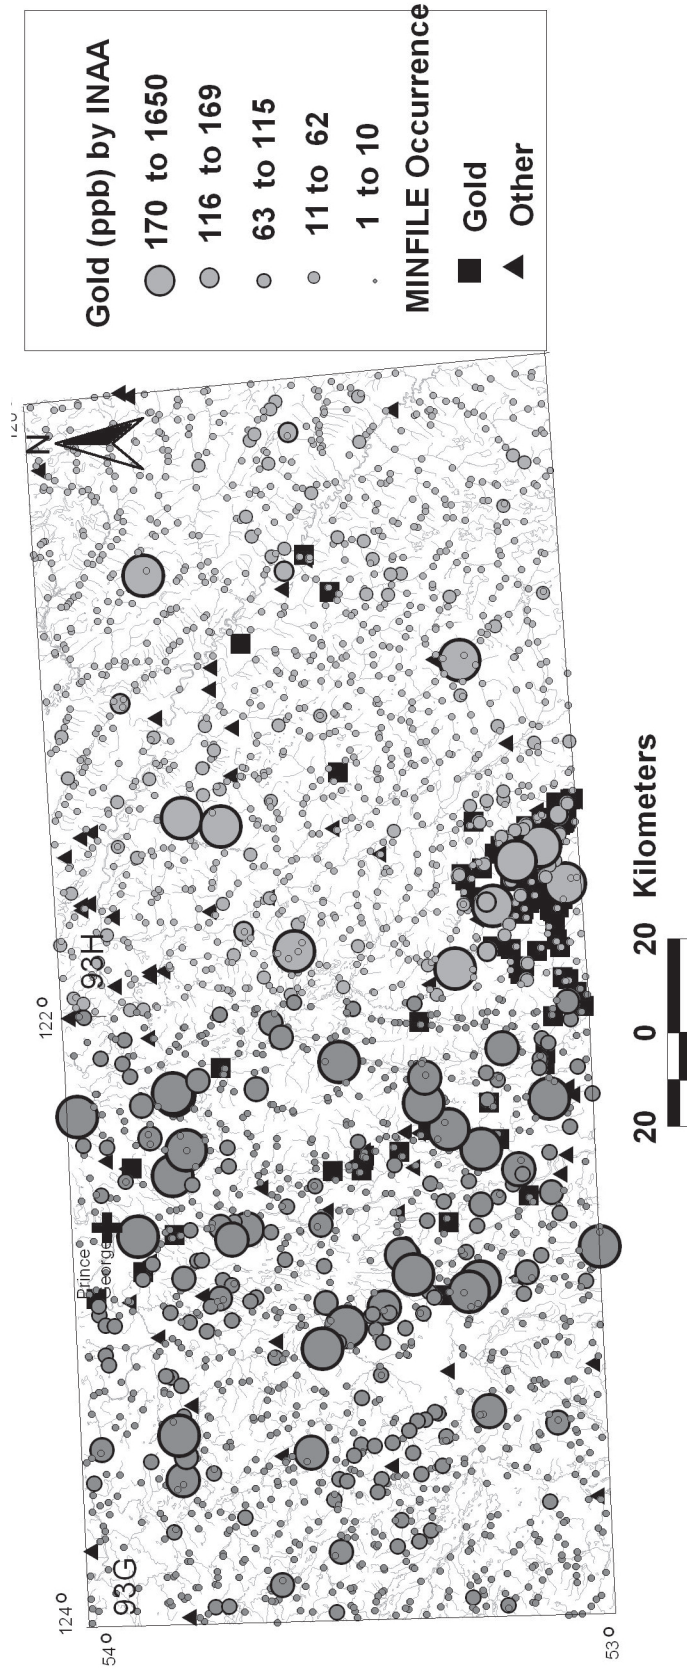 Gold (ppb) by INAA
170 to 1650
116 to 169
63 to 115
11 to 62
1 to 10
MINFILE Occurrence
Gold
Other
N
124°
122°
54°
53°
93G
93H
Prince
George
20 0 20 Kilometers